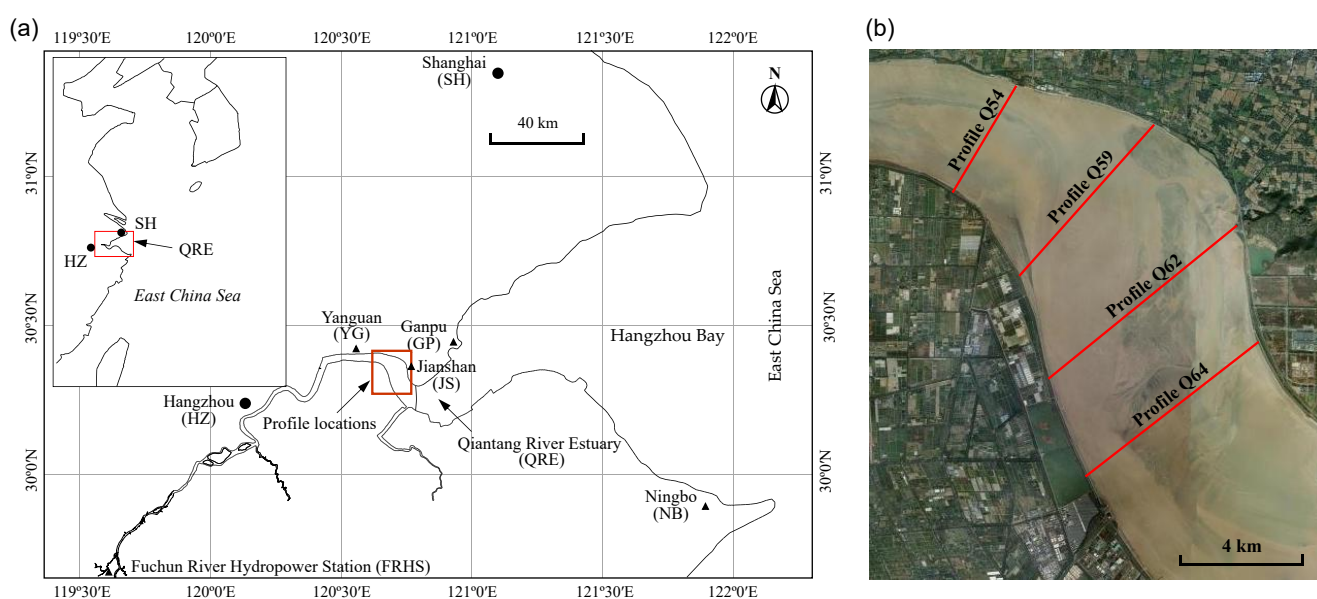 (a)
119°30′E 120°0′E 120°30′E 121°0′E 121°30′E 122°0′E
Shanghai
(SH)
N
40 km
31°0′N
31°0′N
SH
HZ
QRE
East China Sea
30°30′N
30°30′N
Yanguan
(YG)
Ganpu
(GP)
Jianshan
(JS)
Hangzhou Bay
East China Sea
Hangzhou
(HZ)
Profile locations
Qiantang River Estuary
(QRE)
30°0′N
30°0′N
Ningbo
(NB)
Fuchun River Hydropower Station (FRHS)
119°30′E 120°0′E 120°30′E 121°0′E 121°30′E 122°0′E
(b)
Profile Q54
Profile Q59
Profile Q62
Profile Q64
4 km